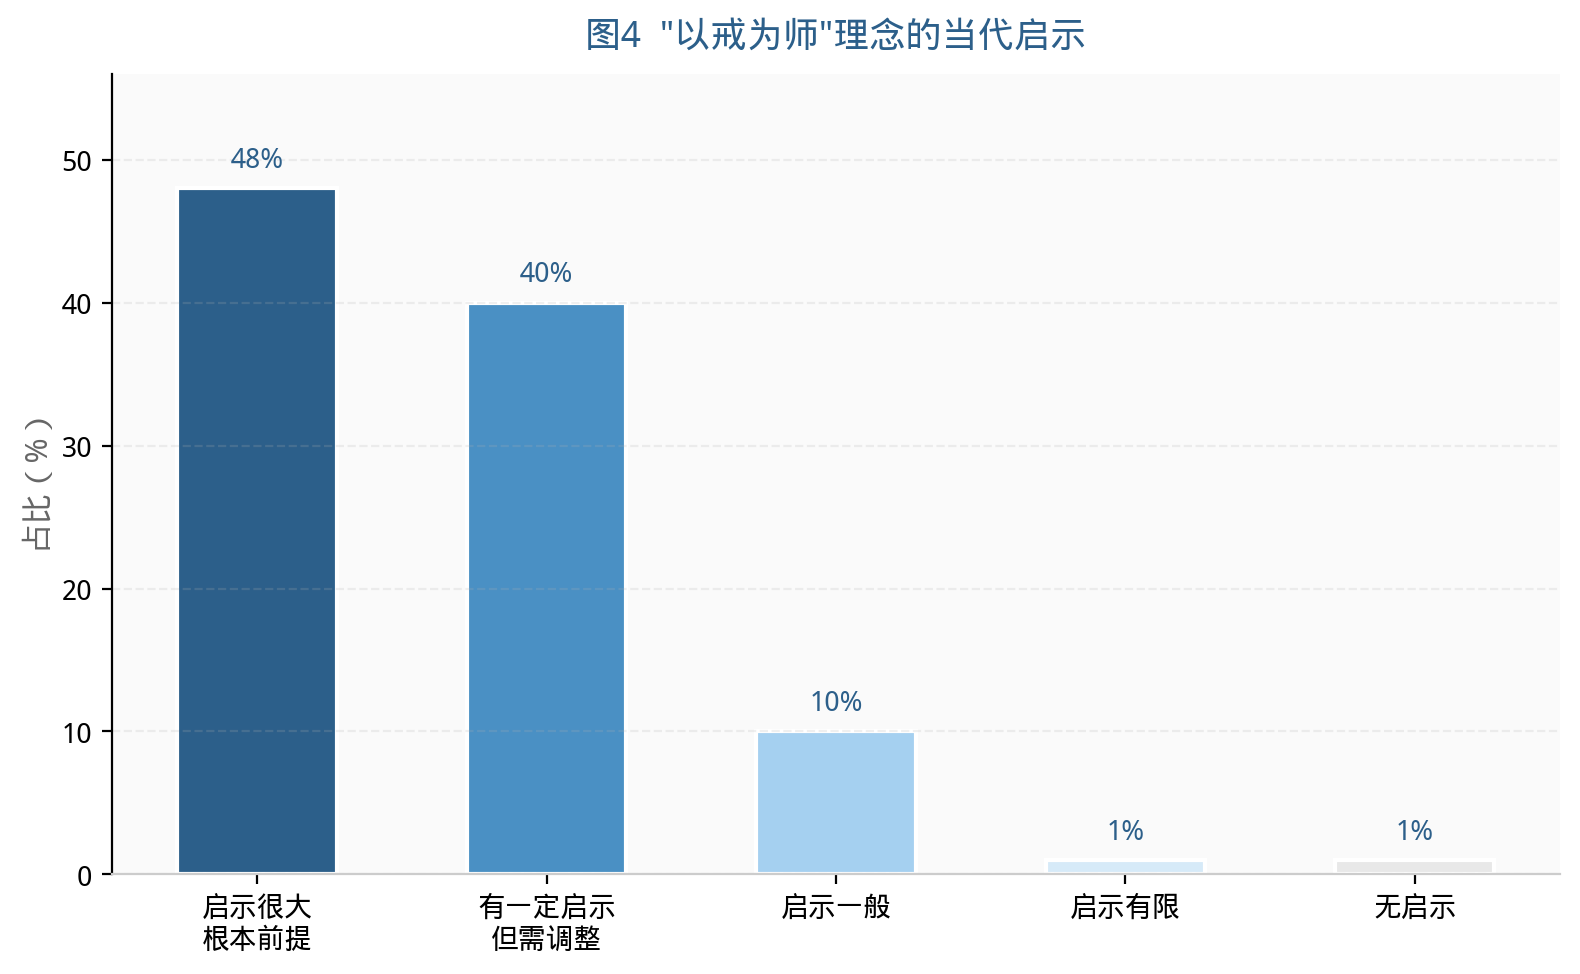 图4 "以戒为师"理念的当代启示
占比（%）
50
40
30
20
10
0
48%
40%
10%
1%
1%
启示很大
根本前提
有一定启示
但需调整
启示一般
启示有限
无启示